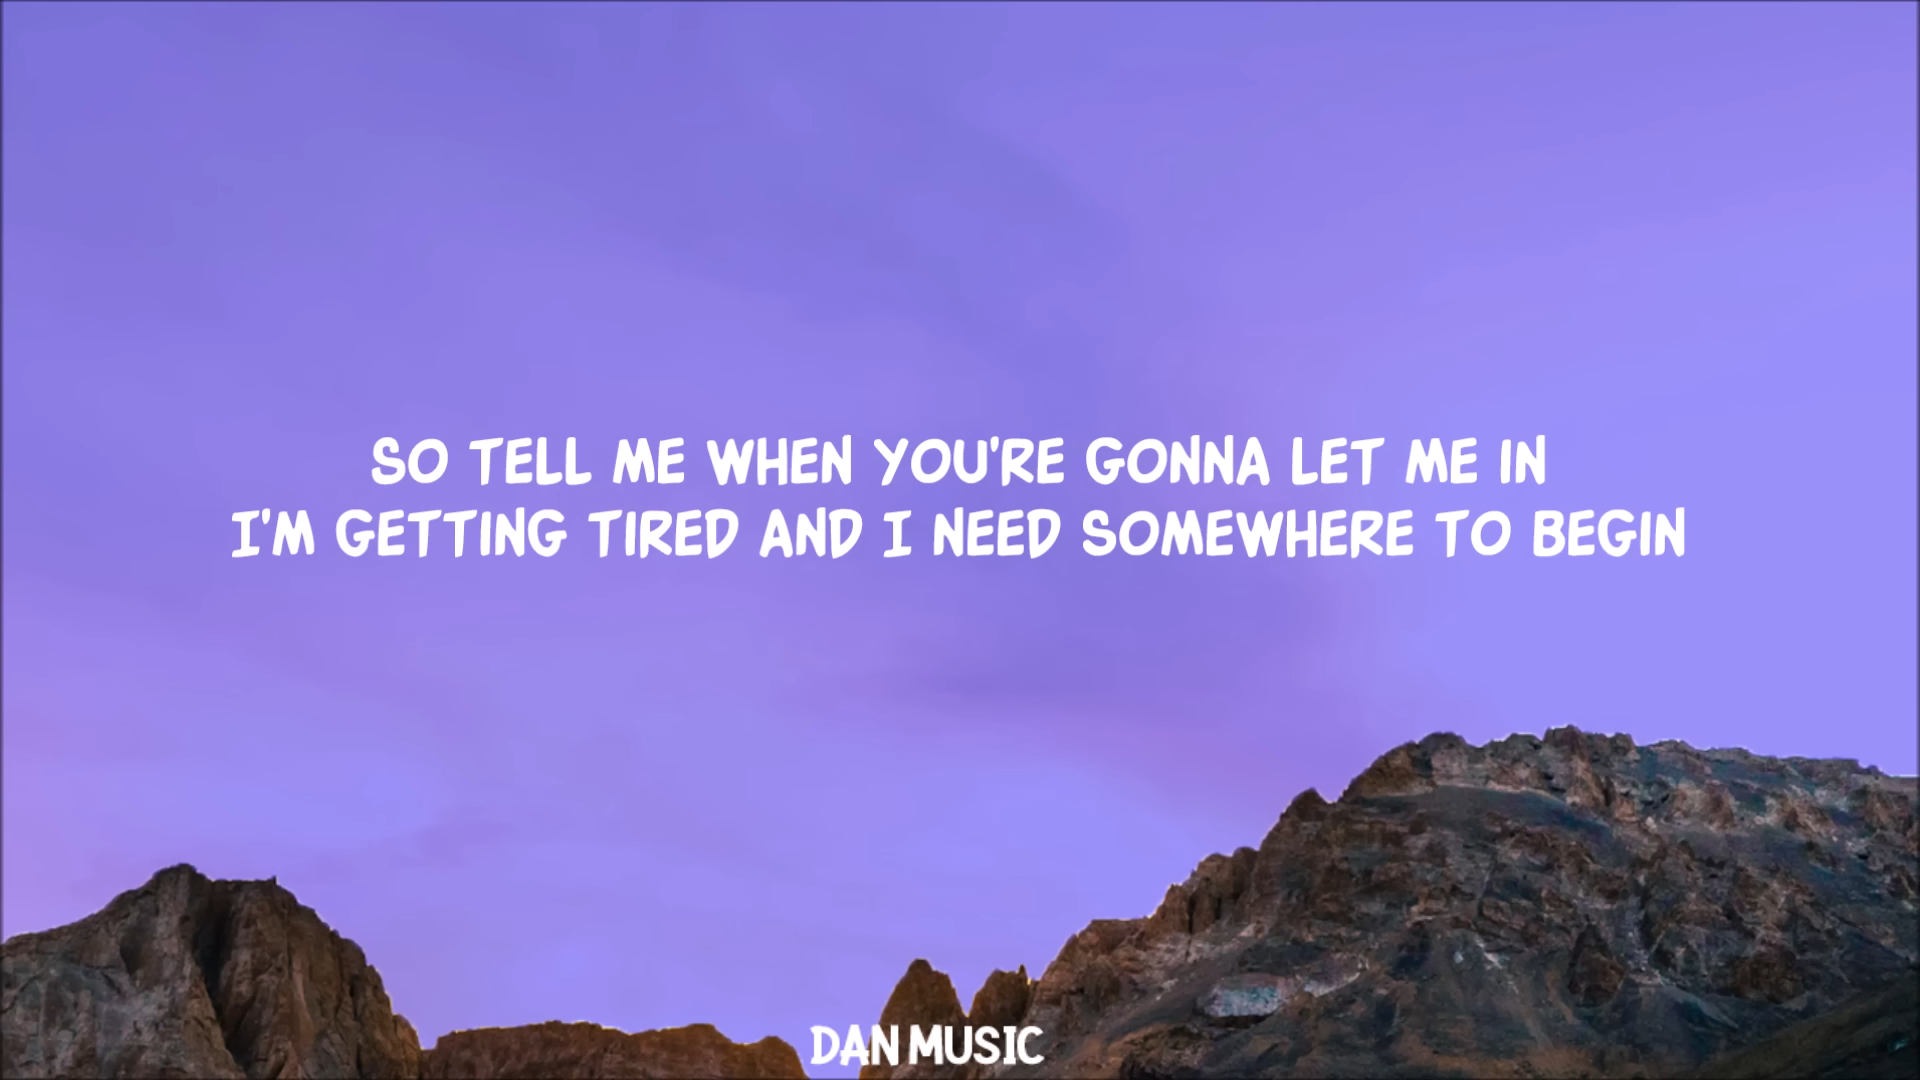 SO TELL ME WHEN YOU'RE GONNA LET ME IN
I'M GETTING TIRED AND I NEED SOMEWHERE TO BEGIN
DAN MUSIC